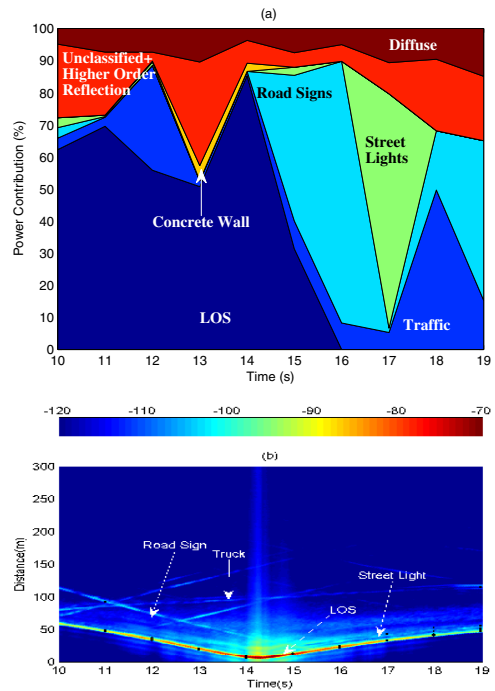 (a)
100
90
80
70
60
50
40
30
20
10
0
Power Contribution (%)
Diffuse
Unclassified+
Higher Order
Reflection
Road Signs
Street
Lights
Concrete Wall
LOS
Traffic
10 11 12 13 14 15 16 17 18 19
Time (s)
-120 -110 -100 -90 -80 -70
(b)
300
250
200
150
100
50
0
Distance(m)
Road Sign
Truck
Street Light
LOS
10 11 12 13 14 15 16 17 18 19
Time(s)